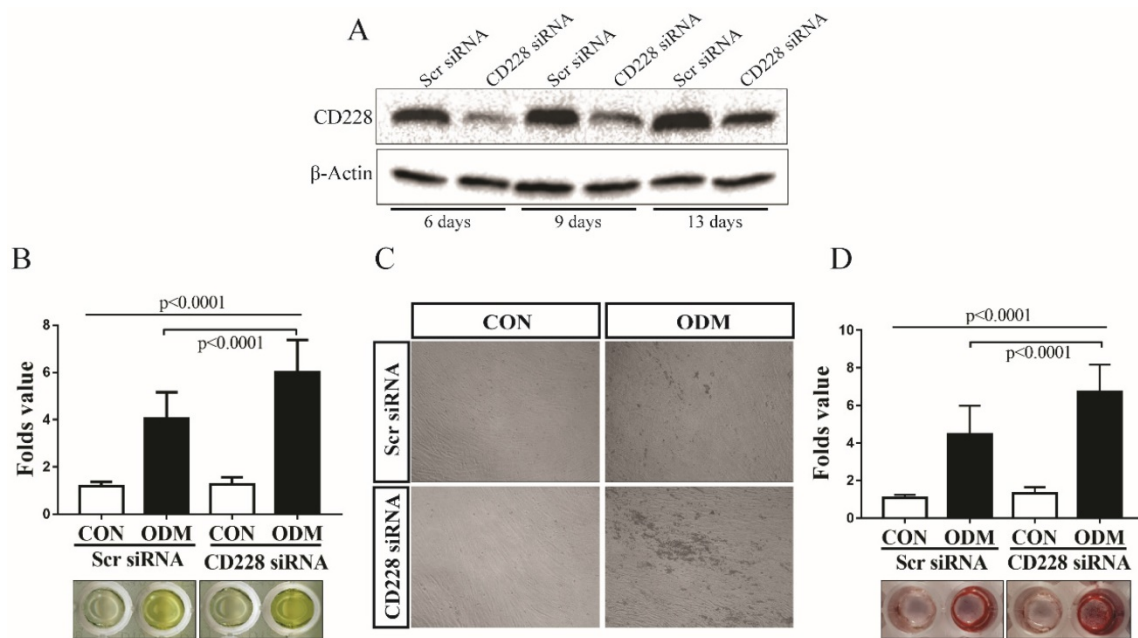 A
Scr siRNA CD228 siRNA Scr siRNA CD228 siRNA Scr siRNA CD228 siRNA
CD228
β-Actin
6 days 9 days 13 days
B
p<0.0001
p<0.0001
Folds value
8
6
4
2
0
CON ODM CON ODM
Scr siRNA CD228 siRNA
C
CON ODM
Scr siRNA
CD228 siRNA
D
p<0.0001
p<0.0001
Folds value
10
8
6
4
2
0
CON ODM CON ODM
Scr siRNA CD228 siRNA